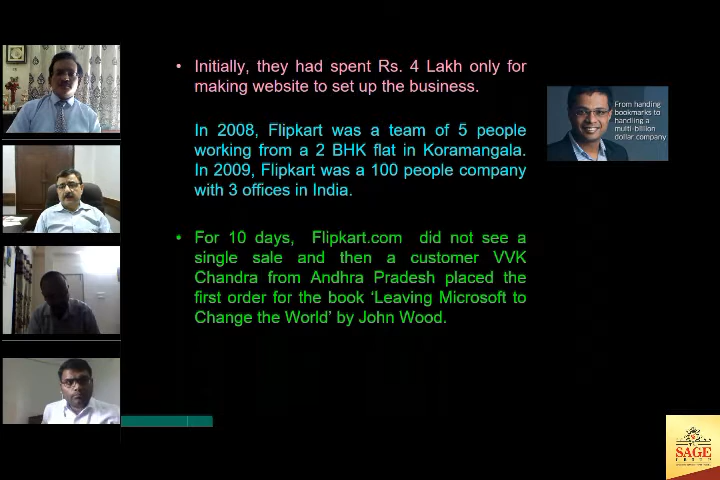 • Initially, they had spent Rs. 4 Lakh only for
making website to set up the business.
In 2008, Flipkart was a team of 5 people
working from a 2 BHK flat in Koramangala.
In 2009, Flipkart was a 100 people company
with 3 offices in India.
• For 10 days, Flipkart.com did not see a
single sale and then a customer VVK
Chandra from Andhra Pradesh placed the
first order for the book ‘Leaving Microsoft to
Change the World’ by John Wood.
From handing
bookmarks to
handling a
multi-billion
dollar company
SAGE